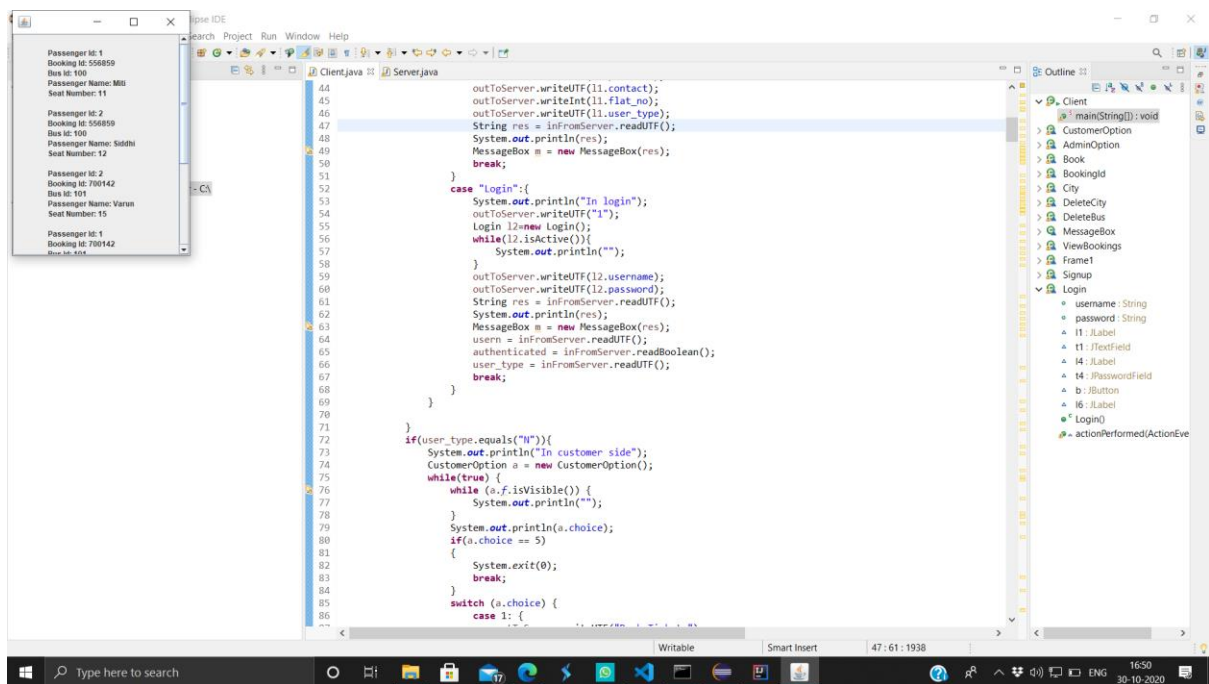 ipse IDE
earch Project Run Window Help
Passenger Id: 1
Booking Id: 556859
Bus Id: 100
Passenger Name: Miti
Seat Number: 11
Passenger Id: 2
Booking Id: 556859
Bus Id: 100
Passenger Name: Siddhi
Seat Number: 12
Passenger Id: 2
Booking Id: 700142
Bus Id: 101
Passenger Name: Varun
Seat Number: 15
Passenger Id: 1
Booking Id: 700142
Bus Id: 101
- C:\
Client.java Server.java
44 outToServer.writeUTF(l1.contact);
45 outToServer.writeInt(l1.flat_no);
46 outToServer.writeUTF(l1.user_type);
47 String res = inFromServer.readUTF();
48 System.out.println(res);
49 MessageBox m = new MessageBox(res);
50 break;
51 }
52 case "Login":{
53 System.out.println("In login");
54 outToServer.writeUTF("1");
55 Login l2=new Login();
56 while(l2.isActive()){
57 System.out.println("");
58 }
59 outToServer.writeUTF(l2.username);
60 outToServer.writeUTF(l2.password);
61 String res = inFromServer.readUTF();
62 System.out.println(res);
63 MessageBox m = new MessageBox(res);
64 usern = inFromServer.readUTF();
65 authenticated = inFromServer.readBoolean();
66 user_type = inFromServer.readUTF();
67 break;
68 }
69 }
70
71 }
72 if(user_type.equals("N")){
73 System.out.println("In customer side");
74 CustomerOption a = new CustomerOption();
75 while(true) {
76 while (a.f.isVisible()) {
77 System.out.println("");
78 }
79 System.out.println(a.choice);
80 if(a.choice == 5)
81 {
82 System.exit(0);
83 break;
84 }
85 switch (a.choice) {
86 case 1: {
Outline
Client
main(String[]) : void
CustomerOption
AdminOption
Book
BookingId
City
DeleteCity
DeleteBus
MessageBox
ViewBookings
Frame1
Signup
Login
username : String
password : String
l1 : JLabel
t1 : JTextField
l4 : JLabel
t4 : JPasswordField
b : JButton
l6 : JLabel
Login()
actionPerformed(ActionEve
Writable Smart Insert 47 : 61 : 1938
Type here to search
17
ENG
16:50
30-10-2020